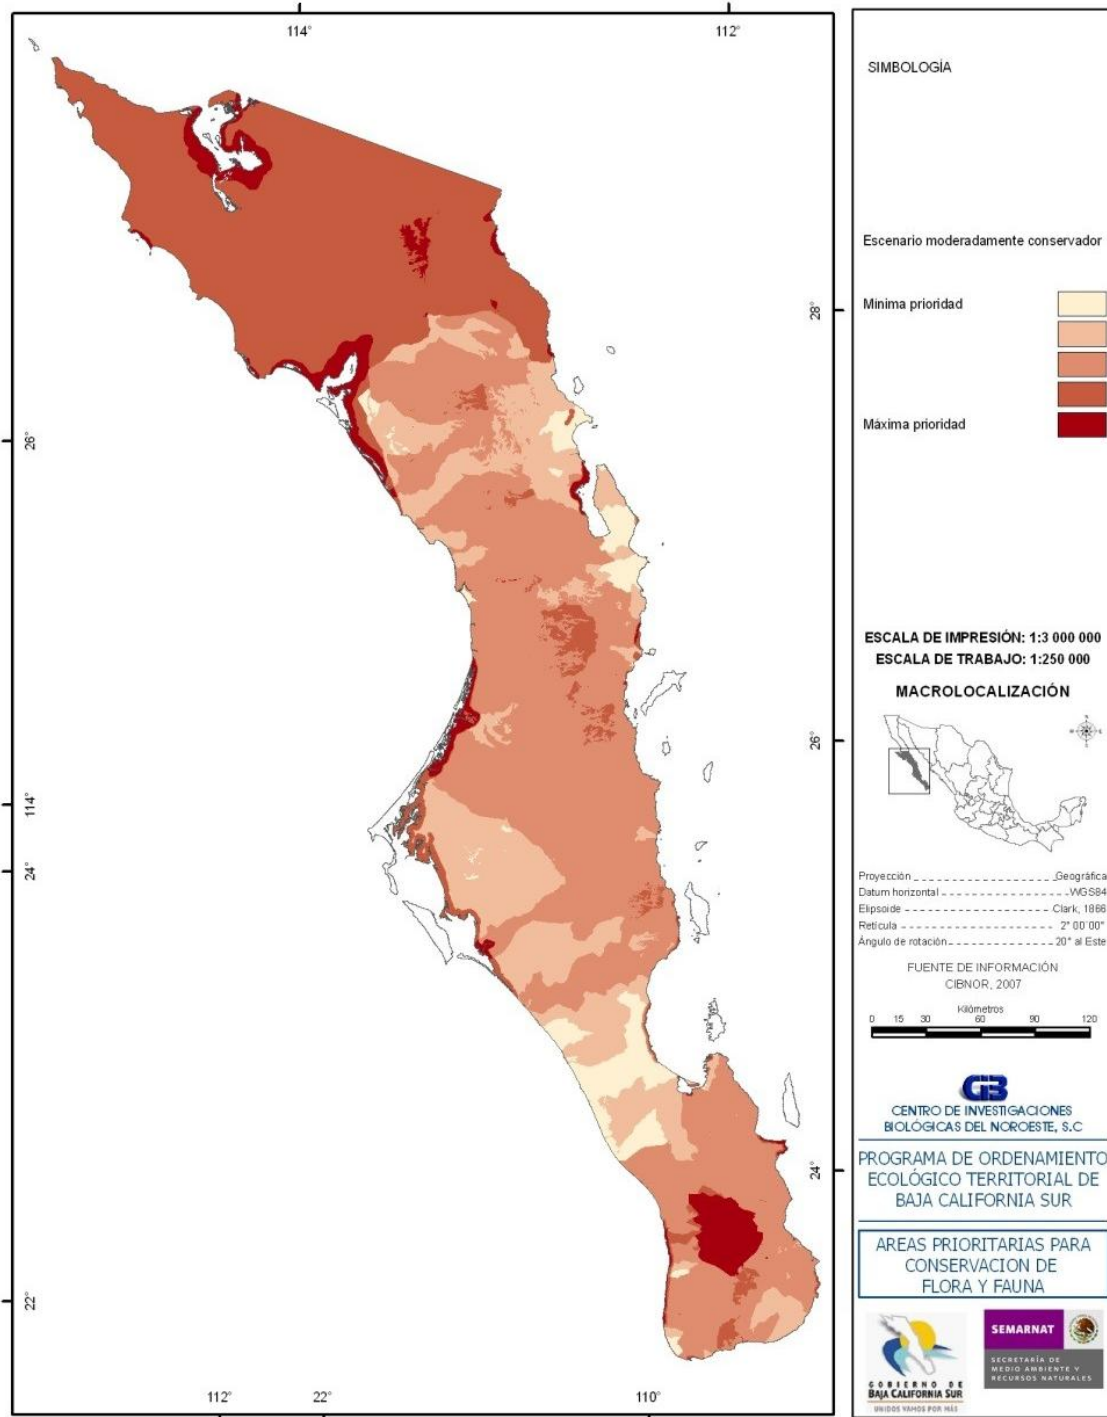 114°
112°
28°
26°
26°
114°
24°
24°
22°
112°
22°
110°
SIMBOLOGÍA
Escenario moderadamente conservador
Mínima prioridad
Máxima prioridad
ESCALA DE IMPRESIÓN: 1:3 000 000
ESCALA DE TRABAJO: 1:250 000
MACROLOCALIZACIÓN
Proyección Geográfica
Datum horizontal WGS84
Elipsoide Clark, 1866
Retícula 2° 00'00"
Ángulo de rotación 20° al Este
FUENTE DE INFORMACIÓN
CIBNOR, 2007
Kilómetros
0 15 30 60 90 120
CIB
CENTRO DE INVESTIGACIONES
BIOLÓGICAS DEL NOROESTE, S.C
PROGRAMA DE ORDENAMIENTO
ECOLÓGICO TERRITORIAL DE
BAJA CALIFORNIA SUR
AREAS PRIORITARIAS PARA
CONSERVACION DE
FLORA Y FAUNA
GOBIERNO DE
BAJA CALIFORNIA SUR
UNIDOS VAMOS POR MÁS
SEMARNAT
SECRETARÍA DE
MEDIO AMBIENTE Y
RECURSOS NATURALES